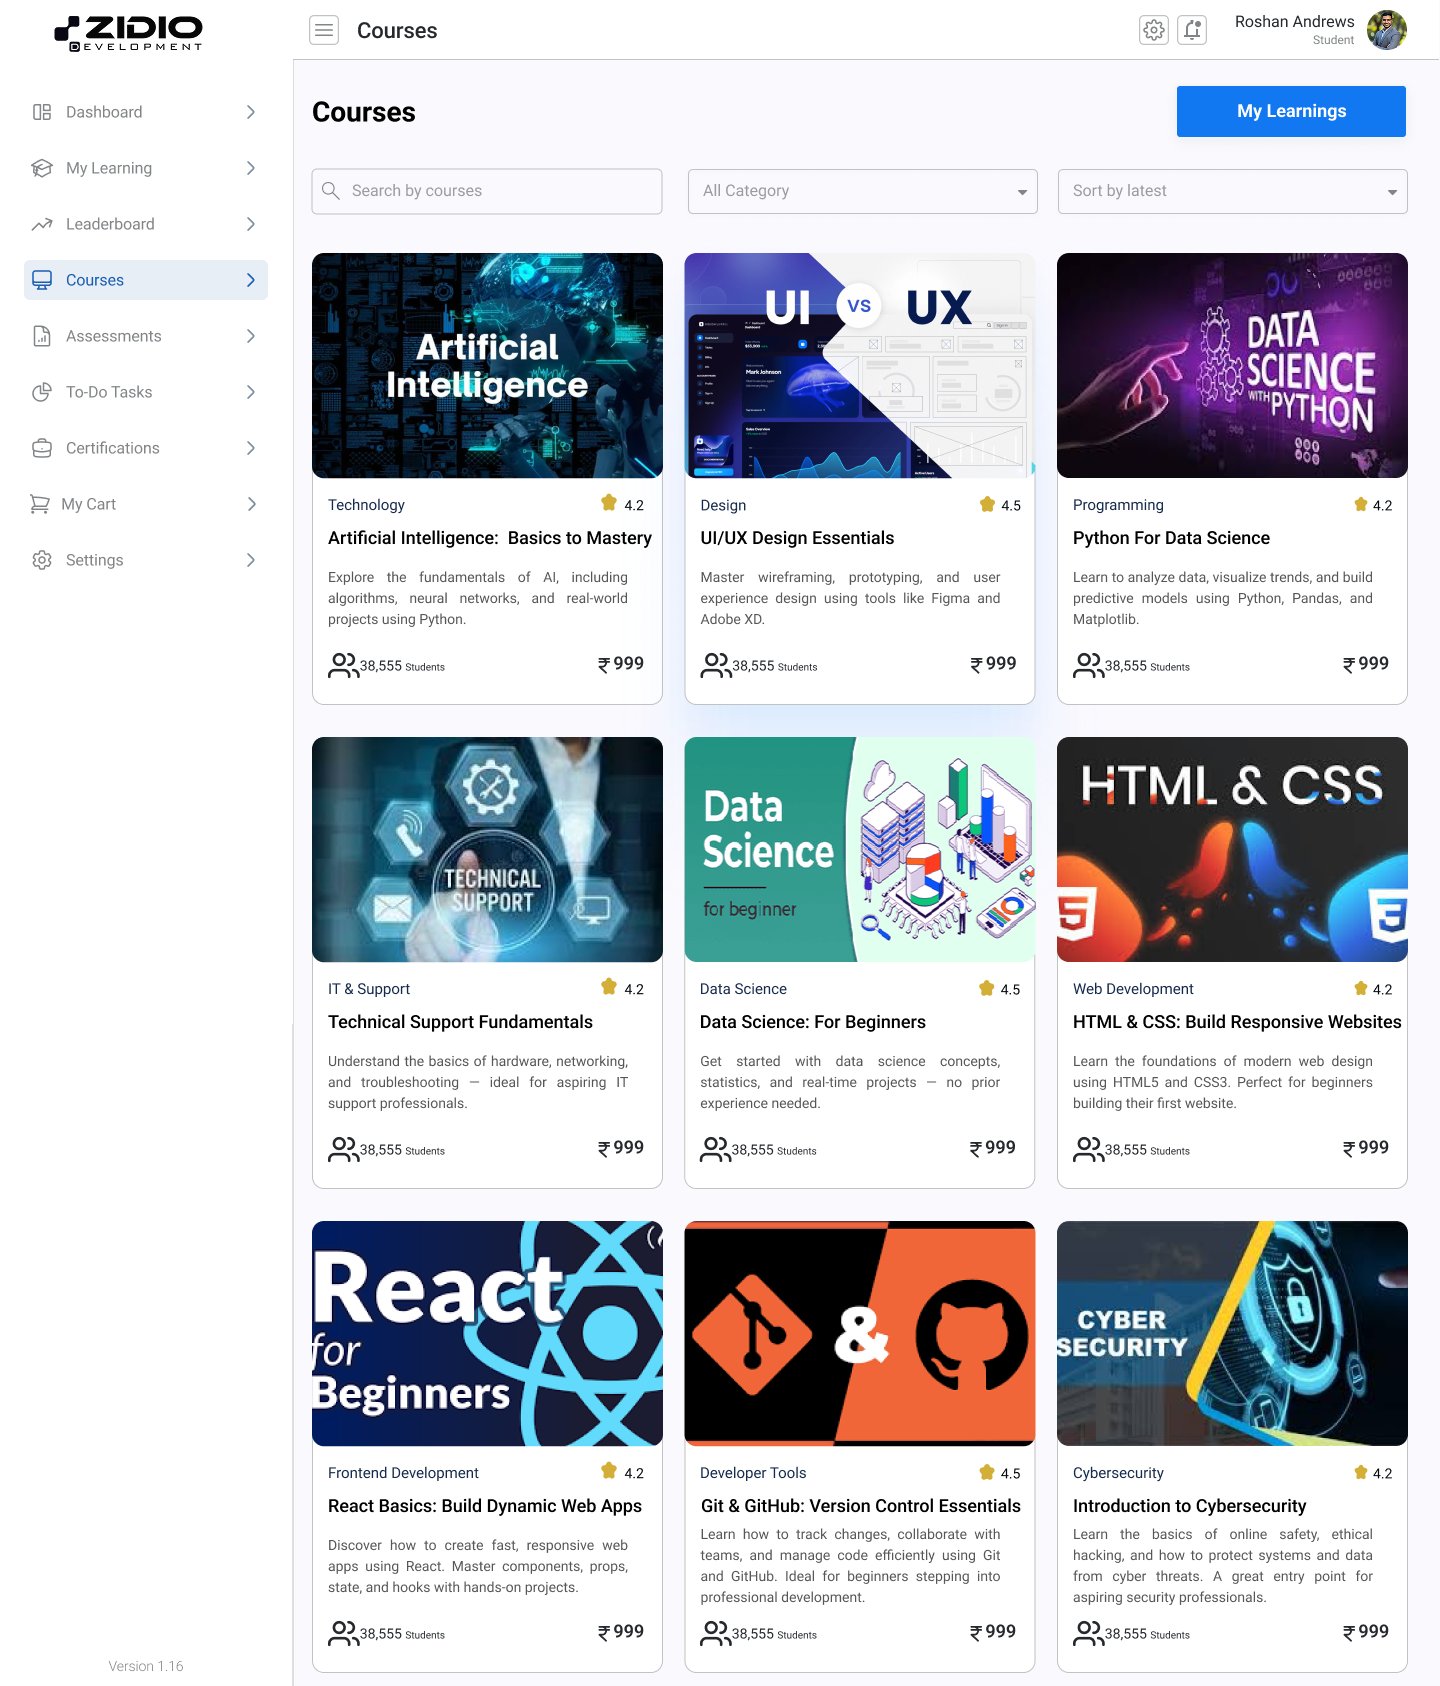 ZIDIO
DEVELOPMENT
Dashboard
My Learning
Leaderboard
Courses
Assessments
To-Do Tasks
Certifications
My Cart
Settings
Version 1.16
Courses
Roshan Andrews
Student
Courses
My Learnings
Search by courses
All Category
Sort by latest
Artificial
Intelligence
Technology
4.2
Artificial Intelligence:  Basics to Mastery
Explore the fundamentals of AI, including
algorithms, neural networks, and real-world
projects using Python.
38,555 Students
₹ 999
UI VS UX
Dashboard
Mark Johnson
Sales Overview
Active Users
Design
4.5
UI/UX Design Essentials
Master wireframing, prototyping, and user
experience design using tools like Figma and
Adobe XD.
38,555 Students
₹ 999
DATA
SCIENCE
WITH PYTHON
Programming
4.2
Python For Data Science
Learn to analyze data, visualize trends, and build
predictive models using Python, Pandas, and
Matplotlib.
38,555 Students
₹ 999
TECHNICAL
SUPPORT
IT & Support
4.2
Technical Support Fundamentals
Understand the basics of hardware, networking,
and troubleshooting — ideal for aspiring IT
support professionals.
38,555 Students
₹ 999
Data
Science
for beginner
Data Science
4.5
Data Science: For Beginners
Get started with data science concepts,
statistics, and real-time projects — no prior
experience needed.
38,555 Students
₹ 999
HTML & CSS
5
3
Web Development
4.2
HTML & CSS: Build Responsive Websites
Learn the foundations of modern web design
using HTML5 and CSS3. Perfect for beginners
building their first website.
38,555 Students
₹ 999
React
for
Beginners
Frontend Development
4.2
React Basics: Build Dynamic Web Apps
Discover how to create fast, responsive web
apps using React. Master components, props,
state, and hooks with hands-on projects.
38,555 Students
₹ 999
&
Developer Tools
4.5
Git & GitHub: Version Control Essentials
Learn how to track changes, collaborate with
teams, and manage code efficiently using Git
and GitHub. Ideal for beginners stepping into
professional development.
38,555 Students
₹ 999
CYBER
SECURITY
Cybersecurity
4.2
Introduction to Cybersecurity
Learn the basics of online safety, ethical
hacking, and how to protect systems and data
from cyber threats. A great entry point for
aspiring security professionals.
38,555 Students
₹ 999